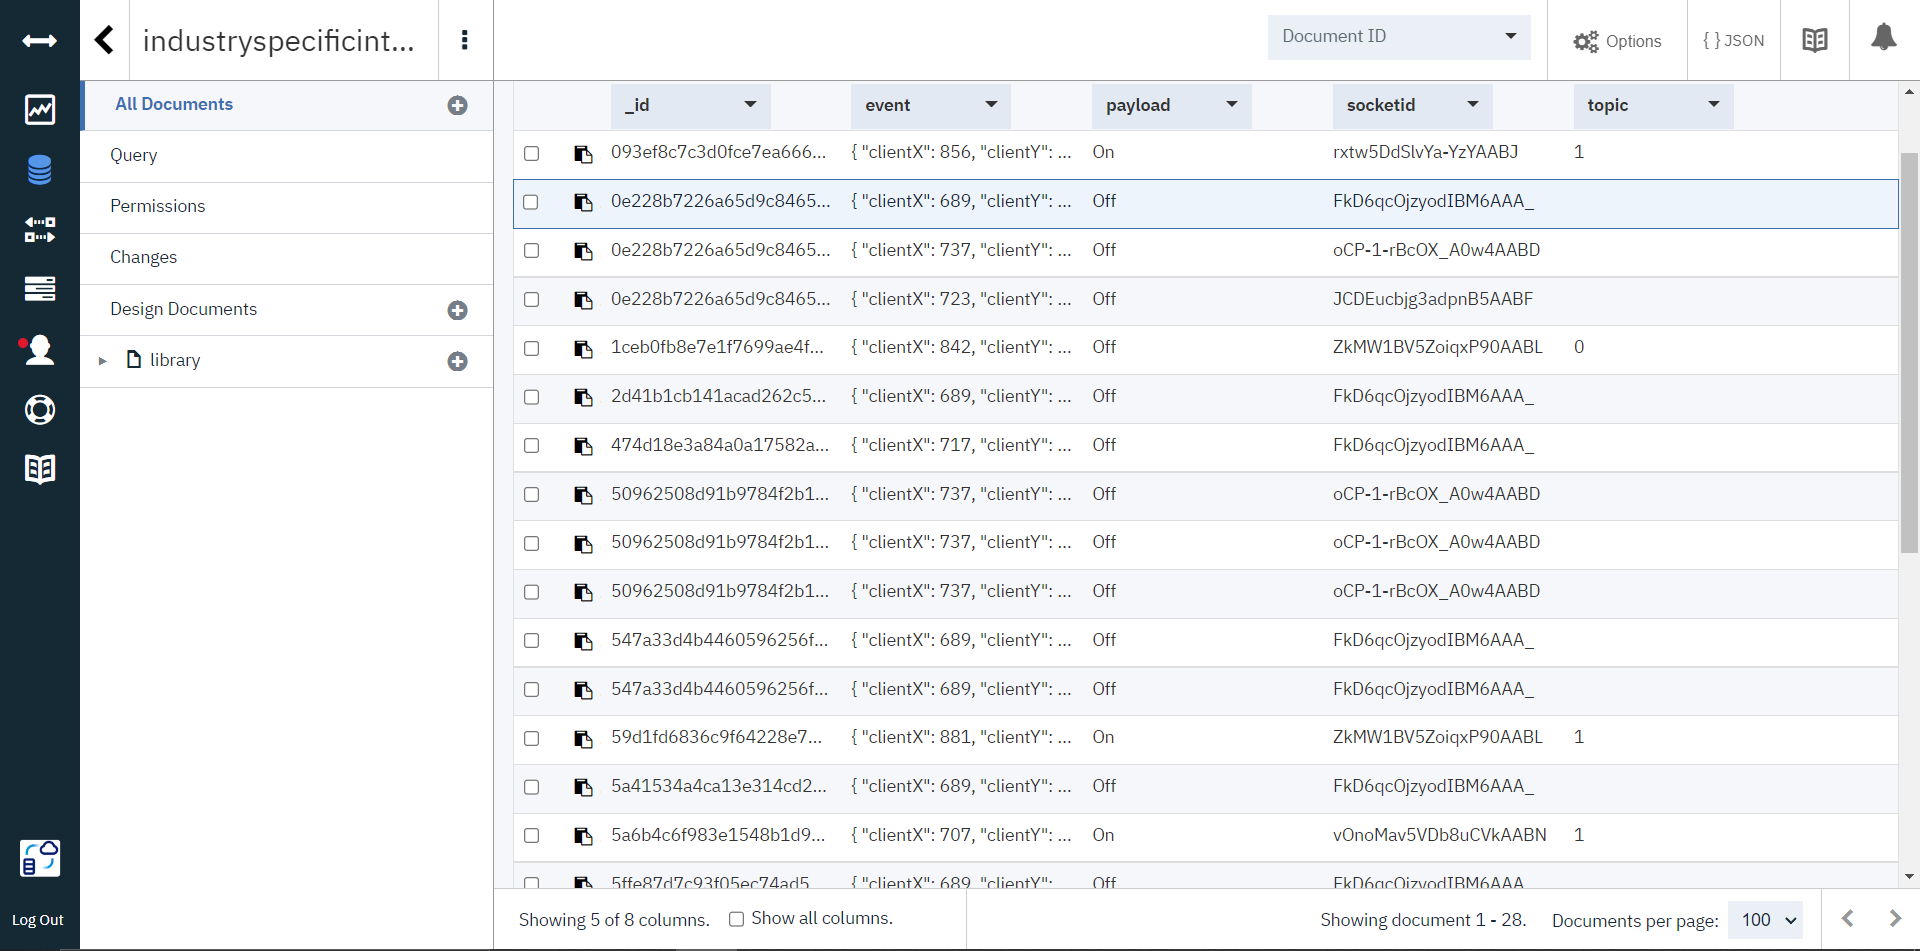 industryspecificint...
Document ID
Options
{ } JSON
All Documents
Query
Permissions
Changes
Design Documents
library
Log Out
_id event payload socketid topic
093ef8c7c3d0fce7ea666... { "clientX": 856, "clientY": ... On rxtw5DdSlvYa-YzYAABJ 1
0e228b7226a65d9c8465... { "clientX": 689, "clientY": ... Off FkD6qcOjzyodIBM6AAA_
0e228b7226a65d9c8465... { "clientX": 737, "clientY": ... Off oCP-1-rBcOX_A0w4AABD
0e228b7226a65d9c8465... { "clientX": 723, "clientY": ... Off JCDEucbjg3adpnB5AABF
1ceb0fb8e7e1f7699ae4f... { "clientX": 842, "clientY": ... Off ZkMW1BV5ZoiqxP90AABL 0
2d41b1cb141acad262c5... { "clientX": 689, "clientY": ... Off FkD6qcOjzyodIBM6AAA_
474d18e3a84a0a17582a... { "clientX": 717, "clientY": ... Off FkD6qcOjzyodIBM6AAA_
50962508d91b9784f2b1... { "clientX": 737, "clientY": ... Off oCP-1-rBcOX_A0w4AABD
50962508d91b9784f2b1... { "clientX": 737, "clientY": ... Off oCP-1-rBcOX_A0w4AABD
50962508d91b9784f2b1... { "clientX": 737, "clientY": ... Off oCP-1-rBcOX_A0w4AABD
547a33d4b4460596256f... { "clientX": 689, "clientY": ... Off FkD6qcOjzyodIBM6AAA_
547a33d4b4460596256f... { "clientX": 689, "clientY": ... Off FkD6qcOjzyodIBM6AAA_
59d1fd6836c9f64228e7... { "clientX": 881, "clientY": ... On ZkMW1BV5ZoiqxP90AABL 1
5a41534a4ca13e314cd2... { "clientX": 689, "clientY": ... Off FkD6qcOjzyodIBM6AAA_
5a6b4c6f983e1548b1d9... { "clientX": 707, "clientY": ... On vOnoMav5VDb8uCVkAABN 1
5ffe87d7c93f05ec74ad5 { "clientX": 689 "clientY": Off FkD6qcOjzyodIBM6AAA
Showing 5 of 8 columns. Show all columns. Showing document 1 - 28. Documents per page: 100